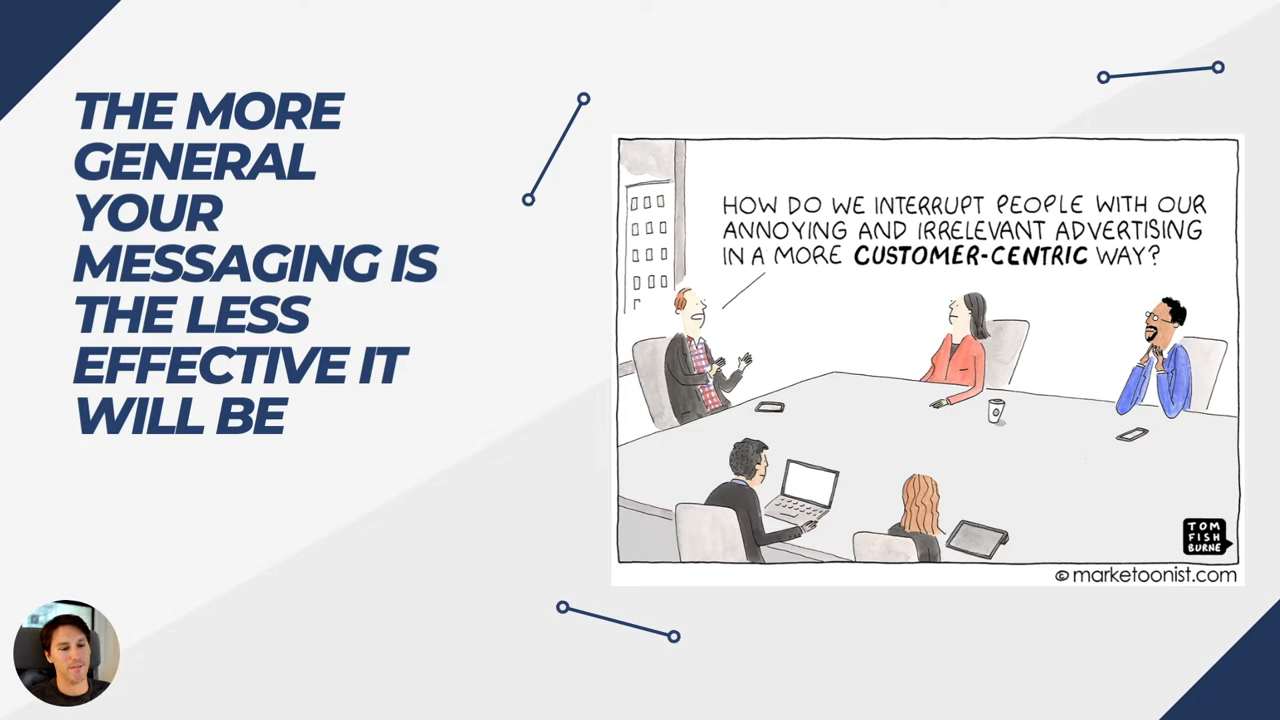 THE MORE
GENERAL
YOUR
MESSAGING IS
THE LESS
EFFECTIVE IT
WILL BE
HOW DO WE INTERRUPT PEOPLE WITH OUR
ANNOYING AND IRRELEVANT ADVERTISING
IN A MORE CUSTOMER-CENTRIC WAY?
TOM
FISH
BURNE
© marketoonist.com